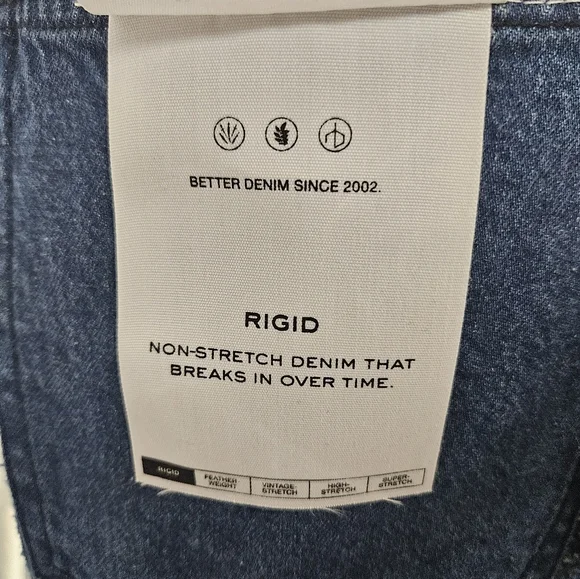 BETTER DENIM SINCE 2002.
RIGID
NON-STRETCH DENIM THAT
BREAKS IN OVER TIME.
RIGID
FEATHER
WEIGHT
VINTAGE-
STRETCH
HIGH-
STRETCH
SUPER-
STRETCH